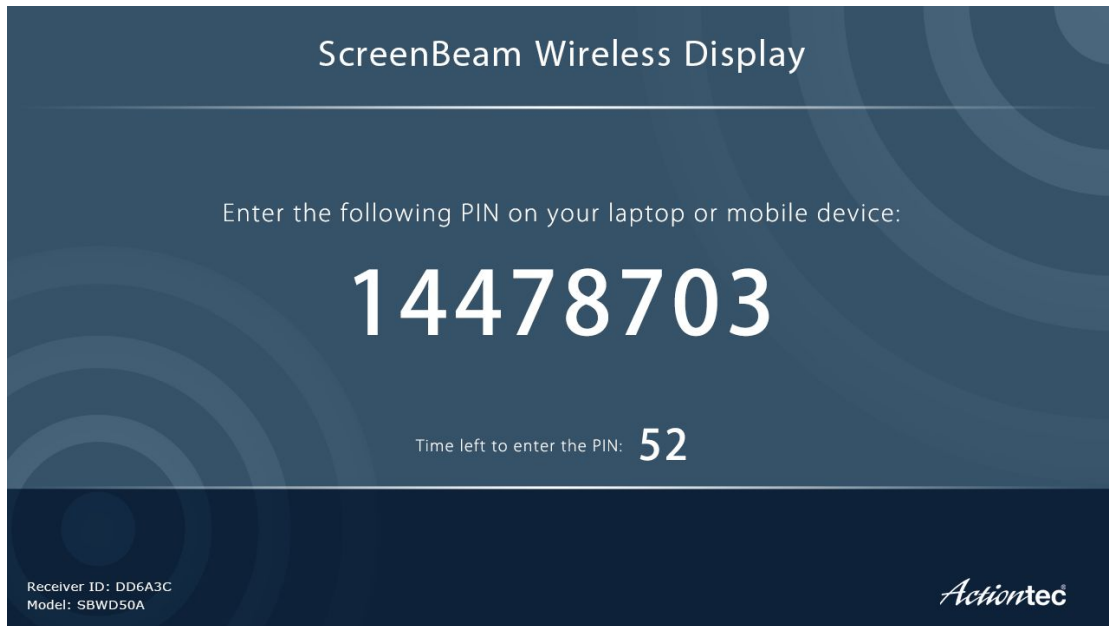 ScreenBeam Wireless Display
Enter the following PIN on your laptop or mobile device:
14478703
Time left to enter the PIN: 52
Receiver ID: DD6A3C
Model: SBWD50A
Actiontec®